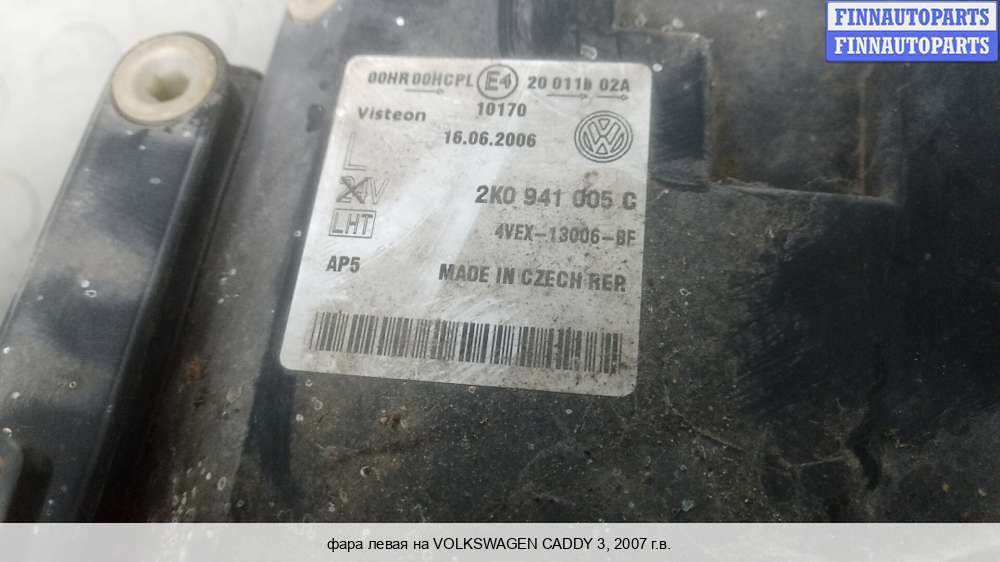 FINNAUTOPARTS
FINNAUTOPARTS
00HR 00HCPL E4 20 011b 02A
10170
Visteon
16.06.2006
L
24V
2K0 941 005 C
LHT
4VEX-13006-BF
AP5
MADE IN CZECH REP.
фара левая на VOLKSWAGEN CADDY 3, 2007 г.в.